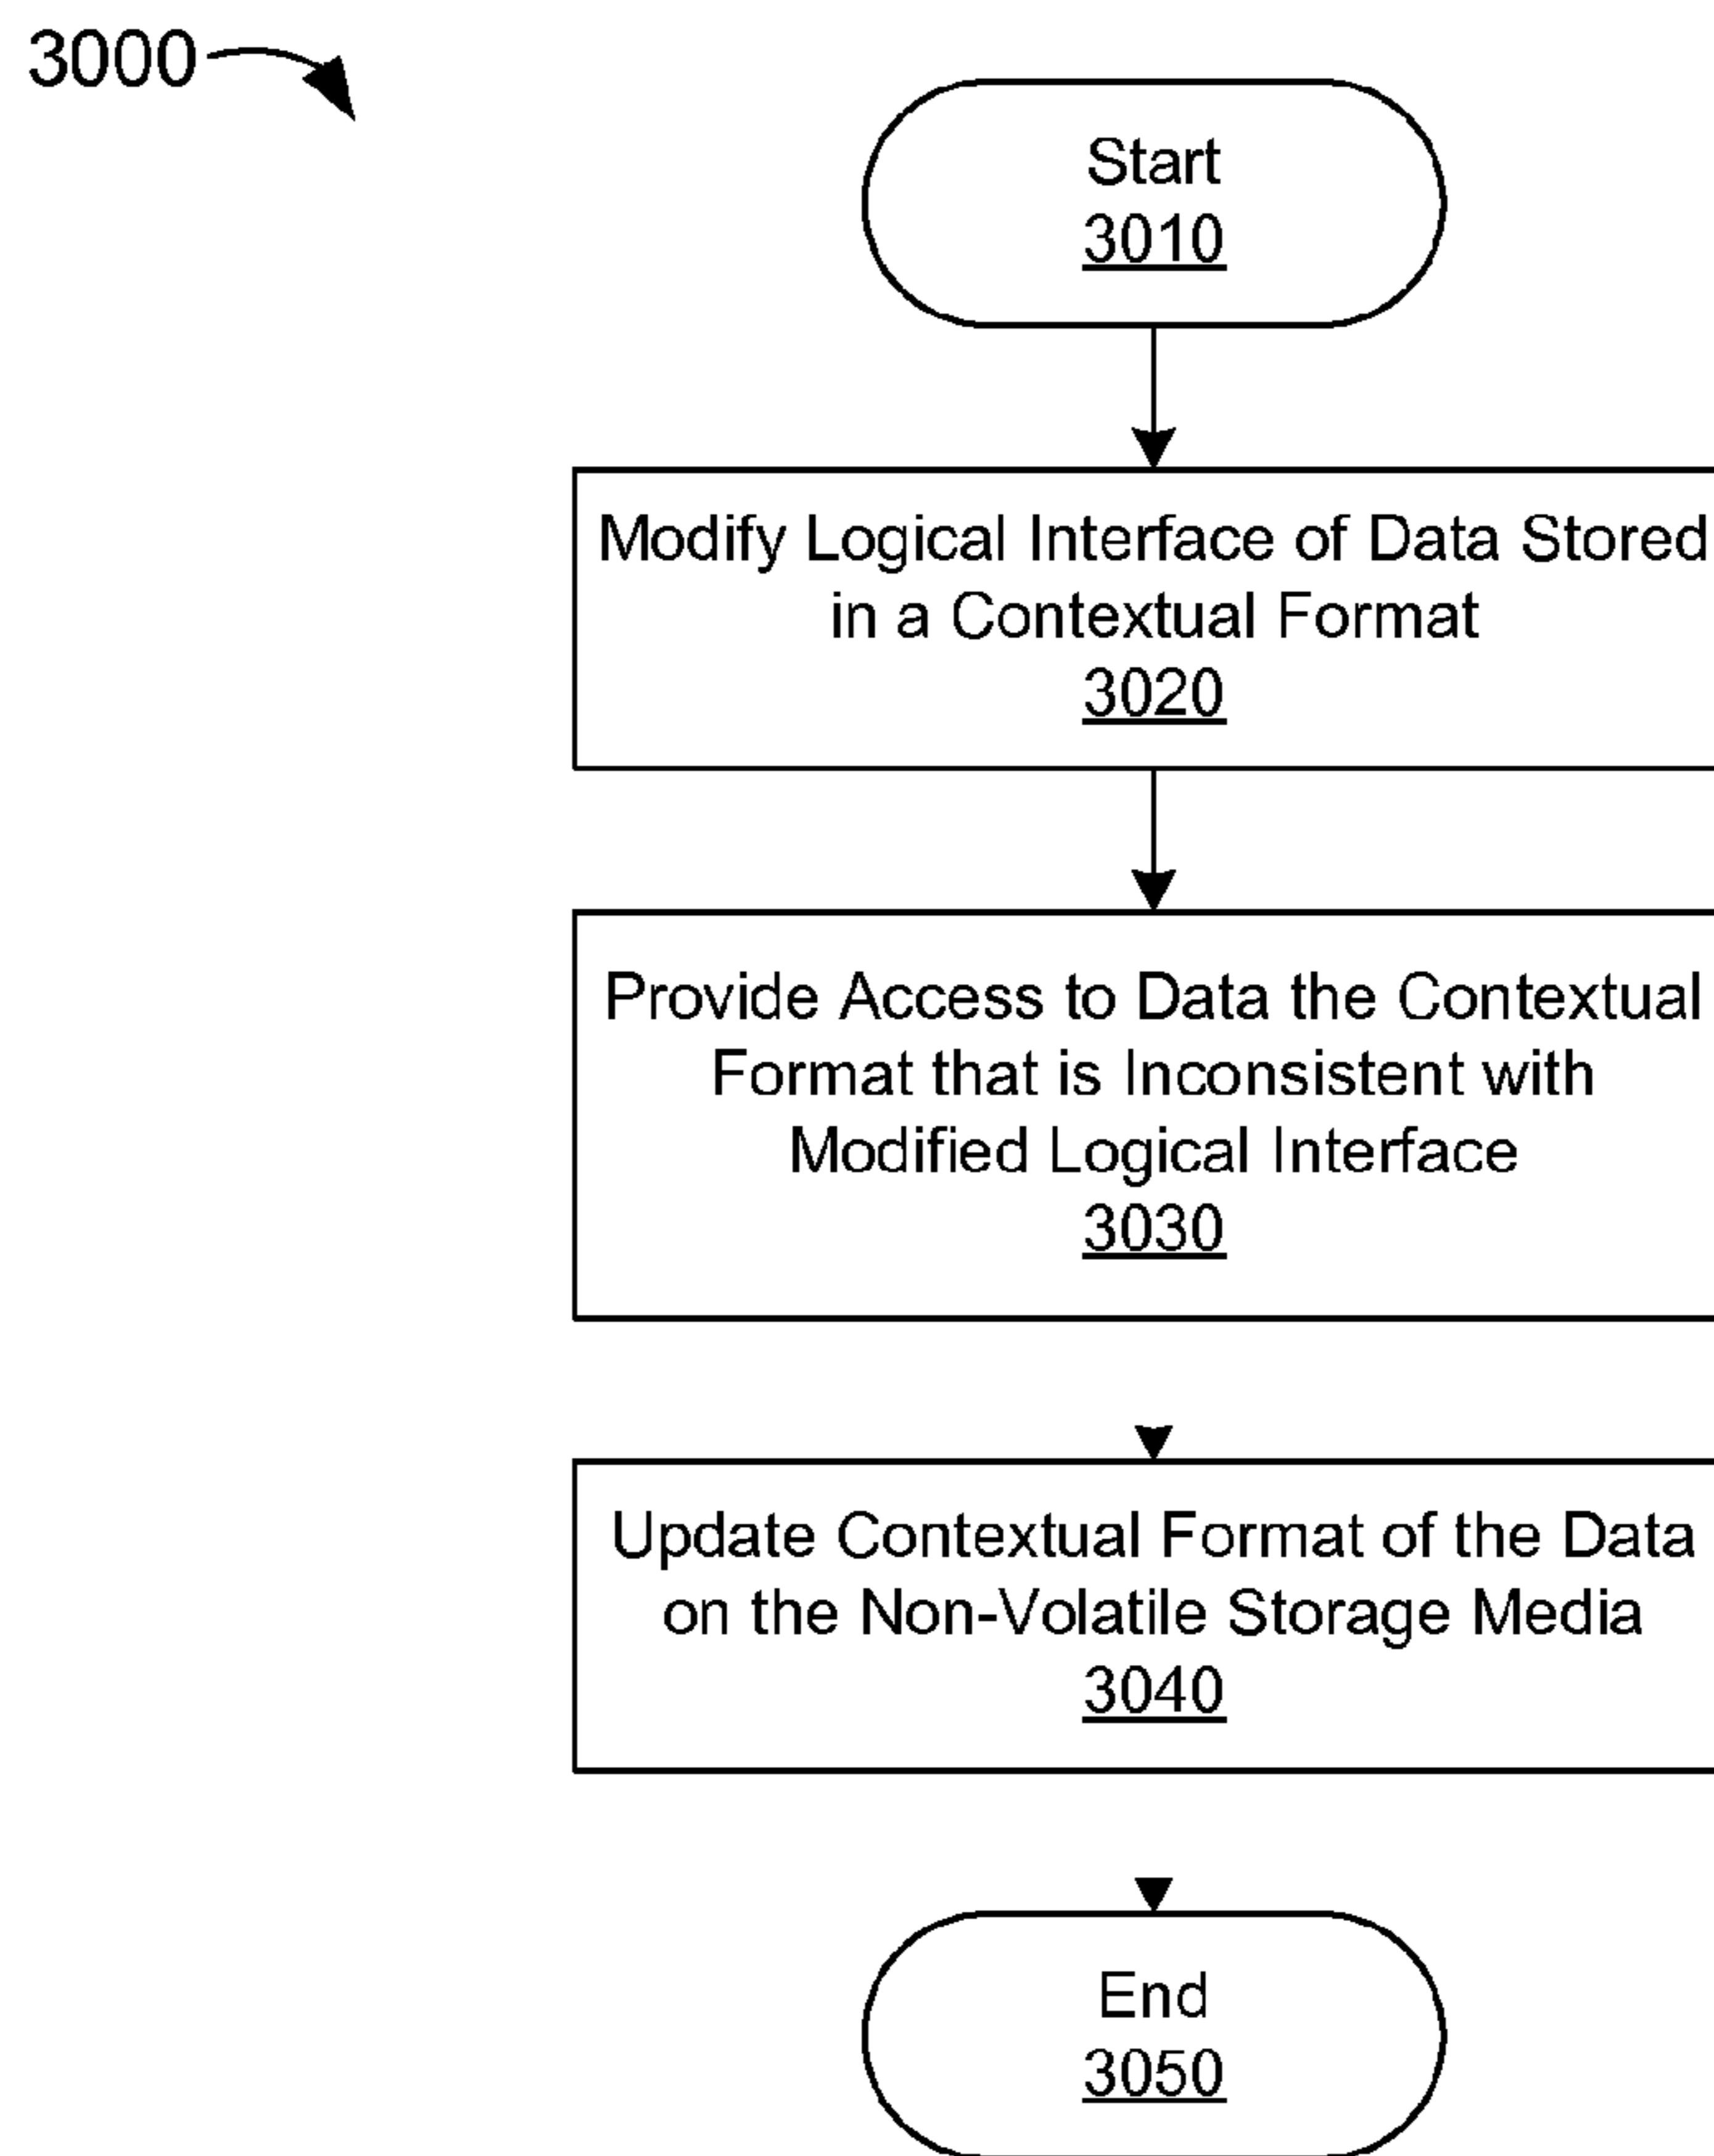 3000
Start
3010
Modify Logical Interface of Data Stored
in a Contextual Format
3020
Provide Access to Data the Contextual
Format that is Inconsistent with
Modified Logical Interface
3030
Update Contextual Format of the Data
on the Non-Volatile Storage Media
3040
End
3050